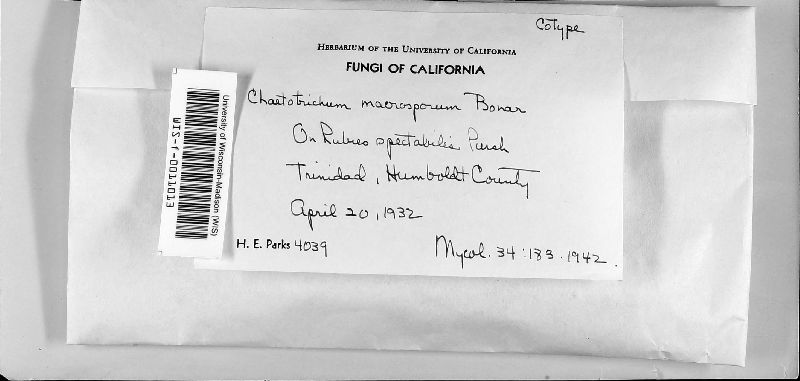 Cotype
HERBARIUM OF THE UNIVERSITY OF CALIFORNIA
FUNGI OF CALIFORNIA
Chaetotrichum macrosporum Bonar
On Rubus spectabilis Pursh
Trinidad, Humboldt County
April 20, 1932
H. E. Parks 4039
Mycol. 34:183. 1942.
University of Wisconsin-Madison (WIS)
WIS-f-0011013